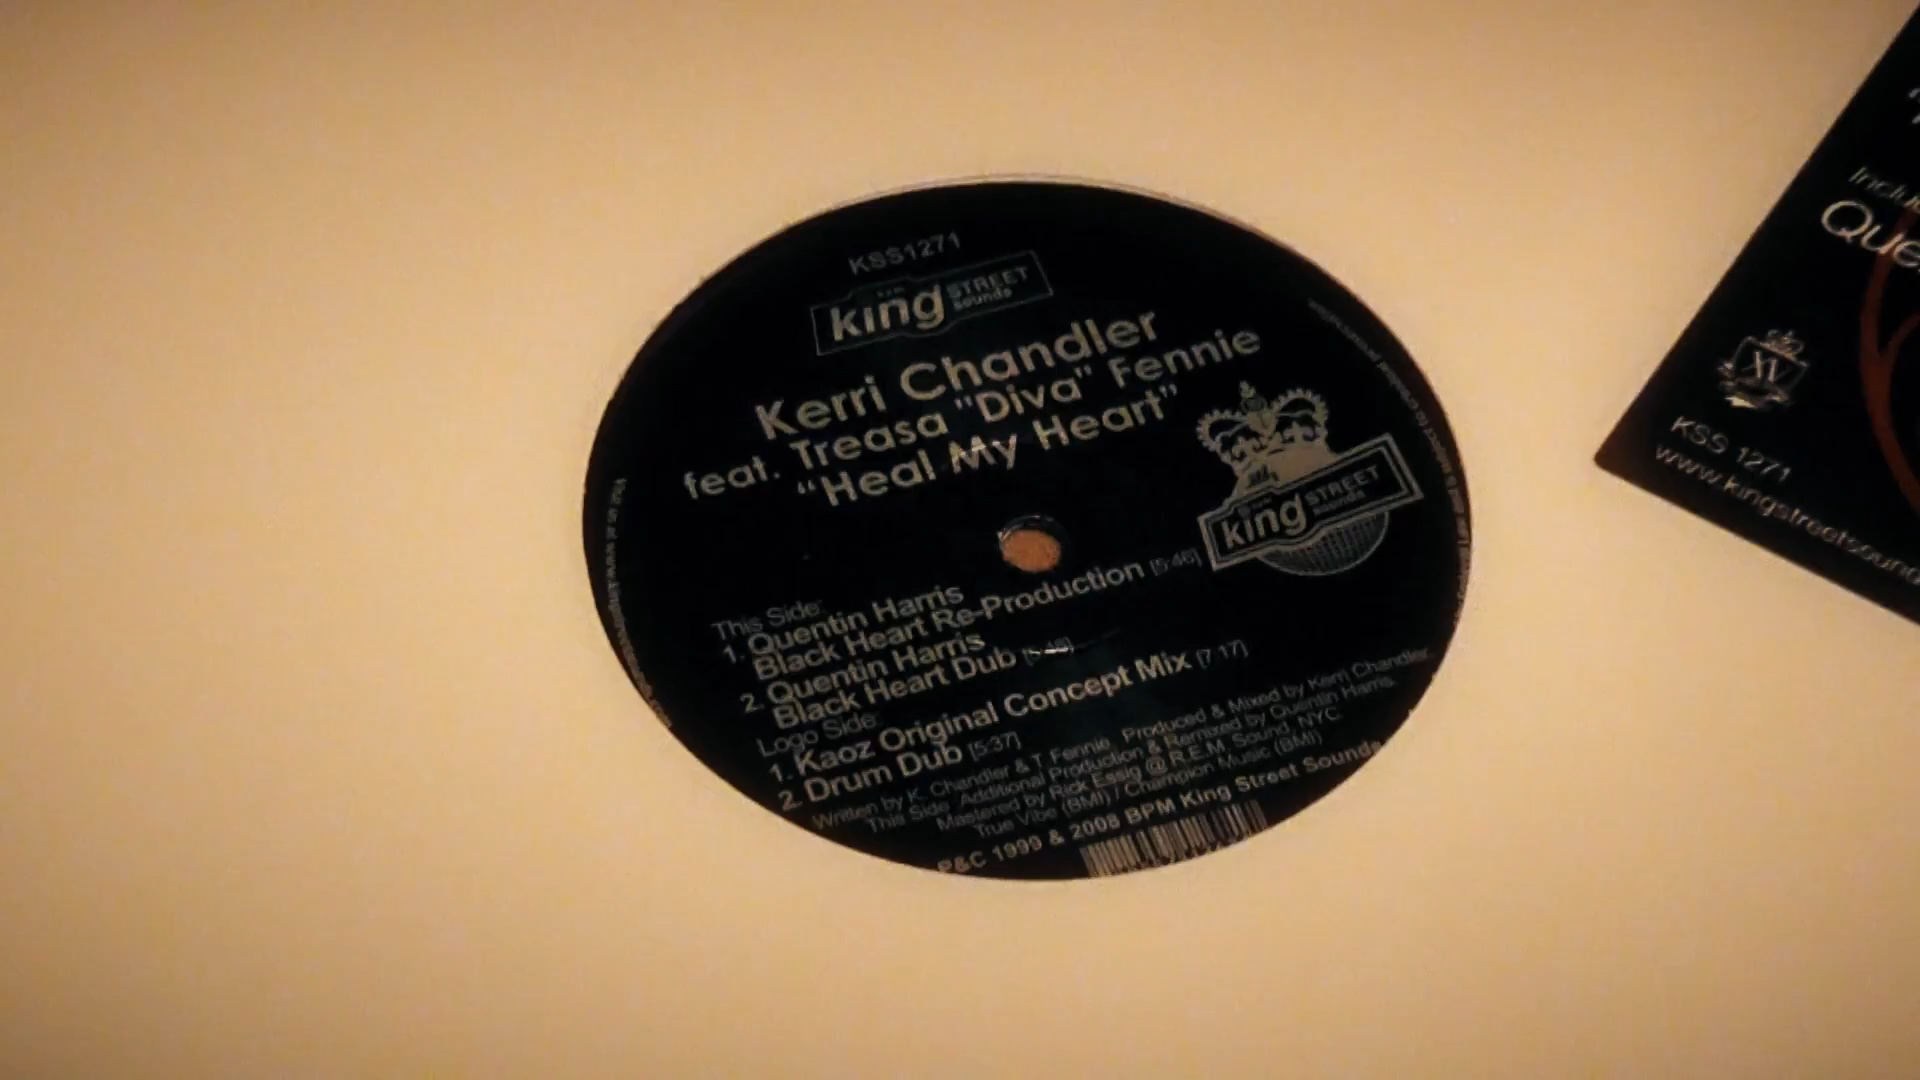 KSS1271
king STREET
sounds
Kerri Chandler
feat. Treasa "Diva" Fennie
“Heal My Heart”
king STREET
sounds
This Side:
1. Quentin Harris
Black Heart Re-Production [5:46]
2. Quentin Harris
Black Heart Dub
Logo Side:
1. Kaoz Original Concept Mix [7:17]
2. Drum Dub [5:37]
Written by K. Chandler & T. Fennie. Produced & Mixed by Kerri Chandler.
This Side: Additional Production & Remixed by Quentin Harris.
Mastered by Rick Essig @ R.E.M. Sound, NYC.
True Vibe (BMI) / Champion Music (BMI)
P&C 1999 & 2008 BPM King Street Sounds
Que
XV
KSS 1271
www.kingstreetsound